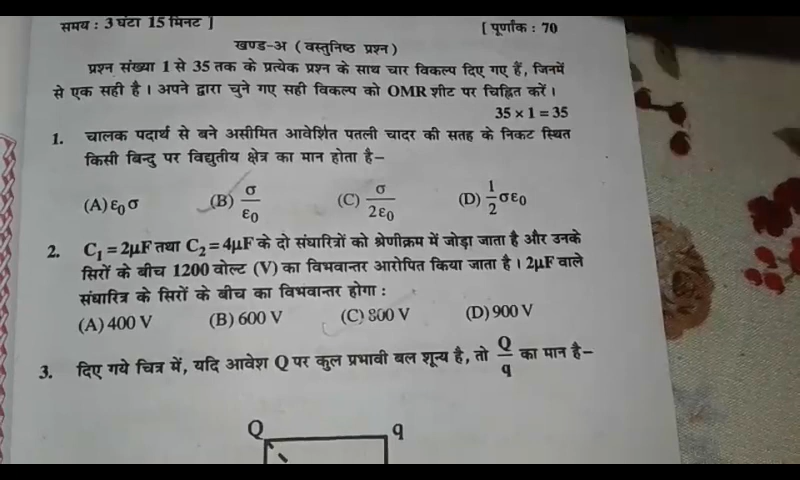 समय : 3 घंटा 15 मिनट ] [ पूर्णांक : 70
खण्ड-अ ( वस्तुनिष्ठ प्रश्न )
प्रश्न संख्या 1 से 35 तक के प्रत्येक प्रश्न के साथ चार विकल्प दिए गए हैं, जिनमें
से एक सही है । अपने द्वारा चुने गए सही विकल्प को OMR शीट पर चिह्नित करें ।
35 × 1 = 35
1. चालक पदार्थ से बने असीमित आवेशित पतली चादर की सतह के निकट स्थित
किसी बिन्दु पर विद्युतीय क्षेत्र का मान होता है–
(A) ε₀σ (B) σ/ε₀ (C) σ/2ε₀ (D) 1/2 σε₀
2. C₁ = 2μF तथा C₂ = 4μF के दो संधारित्रों को श्रेणीक्रम में जोड़ा जाता है और उनके
सिरों के बीच 1200 वोल्ट (V) का विभवान्तर आरोपित किया जाता है । 2μF वाले
संधारित्र के सिरों के बीच का विभवान्तर होगा :
(A) 400 V (B) 600 V (C) 800 V (D) 900 V
3. दिए गये चित्र में, यदि आवेश Q पर कुल प्रभावी बल शून्य है, तो Q/q का मान है–
Q q